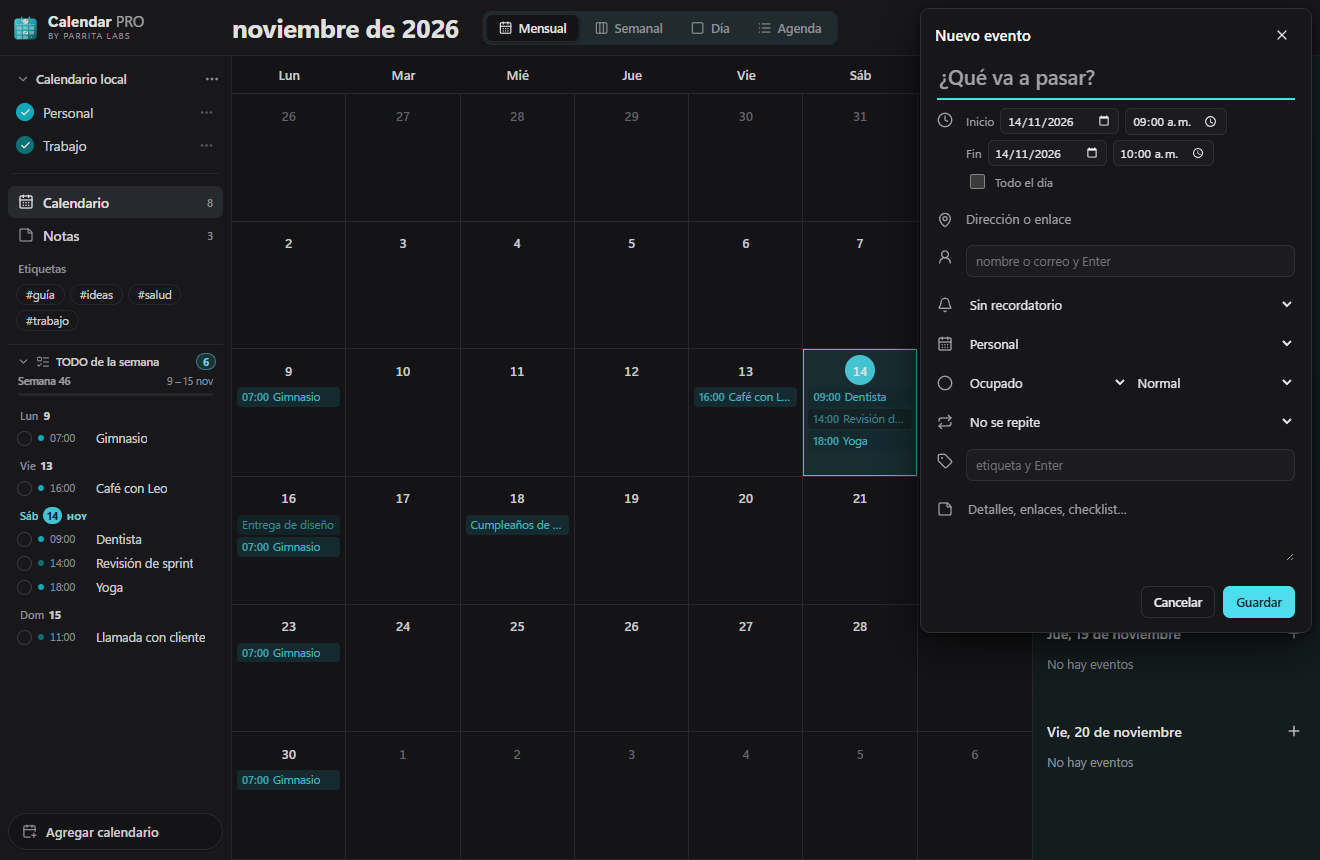 Calendar PRO
BY PARRITA LABS
Calendario local
Personal
Trabajo
Calendario 8
Notas 3
Etiquetas
#guía #ideas #salud
#trabajo
TODO de la semana 6
Semana 46 9 – 15 nov
Lun 9
07:00 Gimnasio
Vie 13
16:00 Café con Leo
Sáb 14 HOY
09:00 Dentista
14:00 Revisión de sprint
18:00 Yoga
Dom 15
11:00 Llamada con cliente
Agregar calendario
noviembre de 2026
Mensual Semanal Día Agenda
Lun Mar Mié Jue Vie Sáb
26 27 28 29 30 31
2 3 4 5 6 7
9 10 11 12 13 14
07:00 Gimnasio 16:00 Café con L... 09:00 Dentista
14:00 Revisión d...
18:00 Yoga
16 17 18 19 20 21
Entrega de diseño Cumpleaños de ...
07:00 Gimnasio
23 24 25 26 27 28
07:00 Gimnasio
30 1 2 3 4 5 6
07:00 Gimnasio
Nuevo evento
¿Qué va a pasar?
Inicio 14/11/2026 09:00 a. m.
Fin 14/11/2026 10:00 a. m.
Todo el día
Dirección o enlace
nombre o correo y Enter
Sin recordatorio
Personal
Ocupado Normal
No se repite
etiqueta y Enter
Detalles, enlaces, checklist...
Cancelar Guardar
Jue, 19 de noviembre
No hay eventos
Vie, 20 de noviembre
No hay eventos